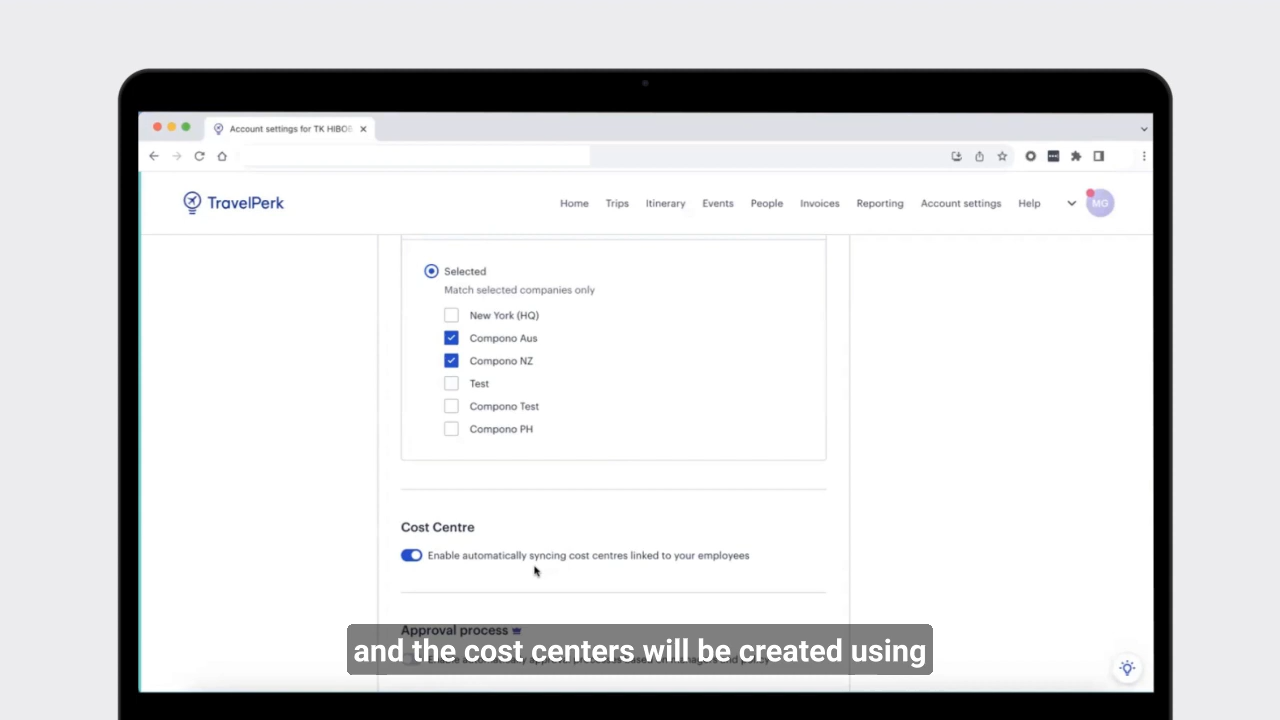 Account settings for TK HIBOB
TravelPerk
Home Trips Itinerary Events People Invoices Reporting Account settings Help MG
Selected
Match selected companies only
New York (HQ)
Compono Aus
Compono NZ
Test
Compono Test
Compono PH
Cost Centre
Enable automatically syncing cost centres linked to your employees
Approval process
and the cost centers will be created using